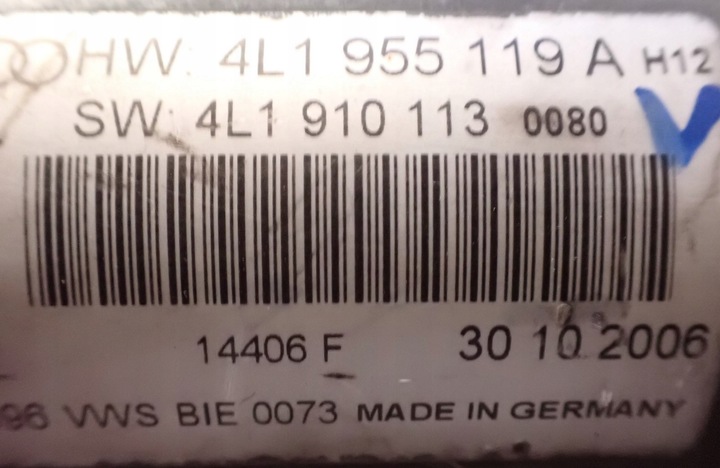 HW: 4L1 955 119 A H12
SW: 4L1 910 113 0080
14406 F 30 10 2006
96 VWS BIE 0073 MADE IN GERMANY